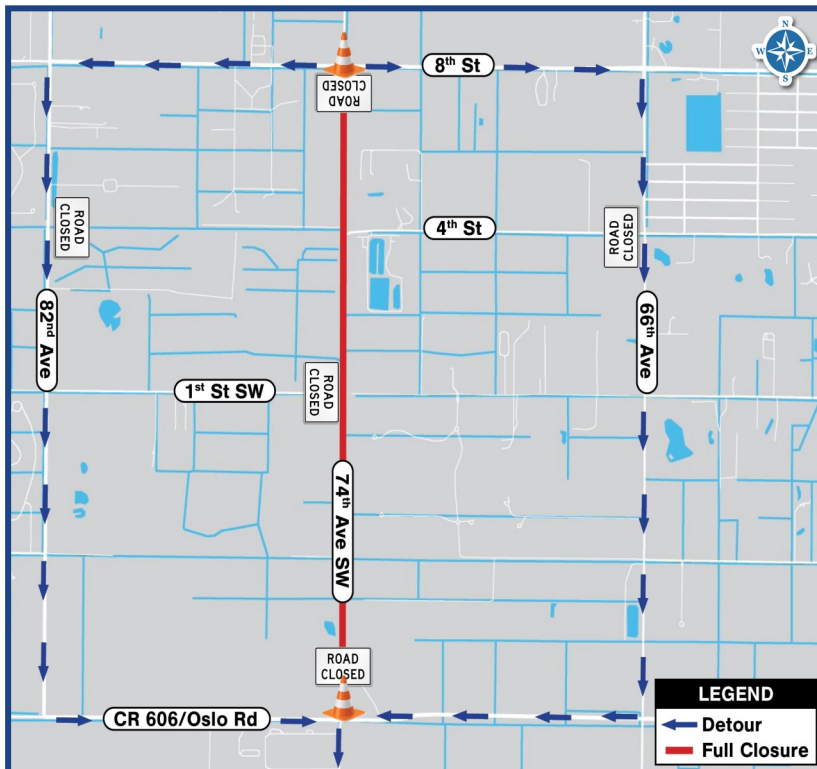 N
W E
S
8th St
ROAD
CLOSED
ROAD
CLOSED
4th St
ROAD
CLOSED
82nd Ave
66th Ave
1st St SW
ROAD
CLOSED
74th Ave SW
ROAD
CLOSED
CR 606/Oslo Rd
LEGEND
Detour
Full Closure